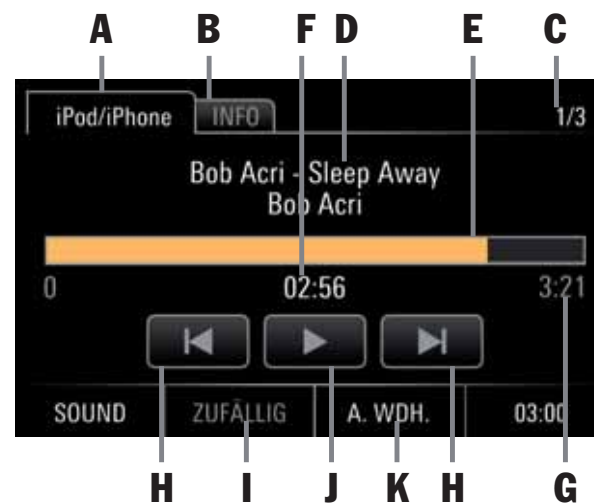 A B F D E C
iPod/iPhone INFO 1/3
Bob Acri - Sleep Away
Bob Acri
0 02:56 3:21
SOUND ZUFÄLLIG A. WDH. 03:00
H I J K H G